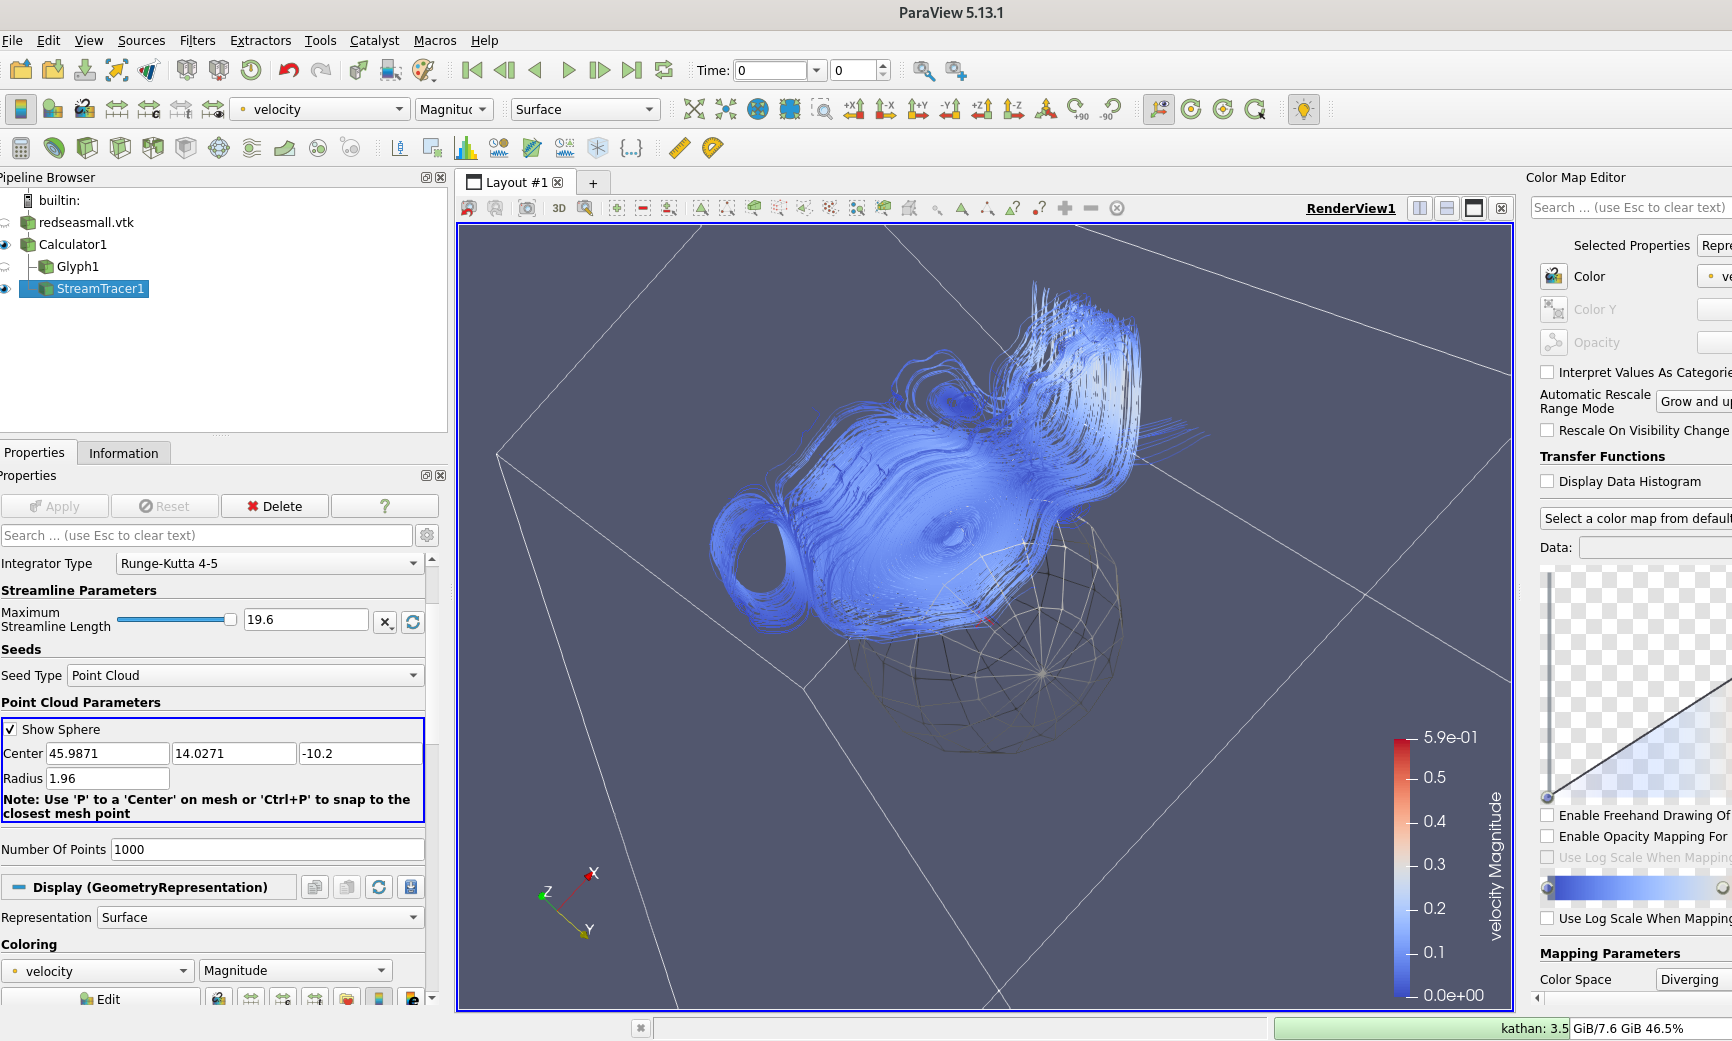 ParaView 5.13.1
File Edit View Sources Filters Extractors Tools Catalyst Macros Help
Time: 0 0
velocity Magnituc Surface
+X -X +Y -Y +Z -Z +90 -90
Pipeline Browser
builtin:
redseasmall.vtk
Calculator1
Glyph1
StreamTracer1
Properties Information
Properties
Apply Reset Delete ?
Search ... (use Esc to clear text)
Integrator Type Runge-Kutta 4-5
Streamline Parameters
Maximum
Streamline Length 19.6
Seeds
Seed Type Point Cloud
Point Cloud Parameters
Show Sphere
Center 45.9871 14.0271 -10.2
Radius 1.96
Note: Use 'P' to a 'Center' on mesh or 'Ctrl+P' to snap to the
closest mesh point
Number Of Points 1000
Display (GeometryRepresentation)
Representation Surface
Coloring
velocity Magnitude
Edit
Layout #1 +
3D RenderView1
X
Z
Y
5.9e-01
0.5
0.4
0.3
0.2
0.1
0.0e+00
velocity Magnitude
Color Map Editor
Search ... (use Esc to clear text)
Selected Properties Repre
Color ve
Color Y
Opacity
Interpret Values As Categorie
Automatic Rescale
Range Mode Grow and up
Rescale On Visibility Change
Transfer Functions
Display Data Histogram
Select a color map from default
Data:
Enable Freehand Drawing Of
Enable Opacity Mapping For
Use Log Scale When Mapping
Use Log Scale When Mapping
Mapping Parameters
Color Space Diverging
kathan: 3.5 GiB/7.6 GiB 46.5%